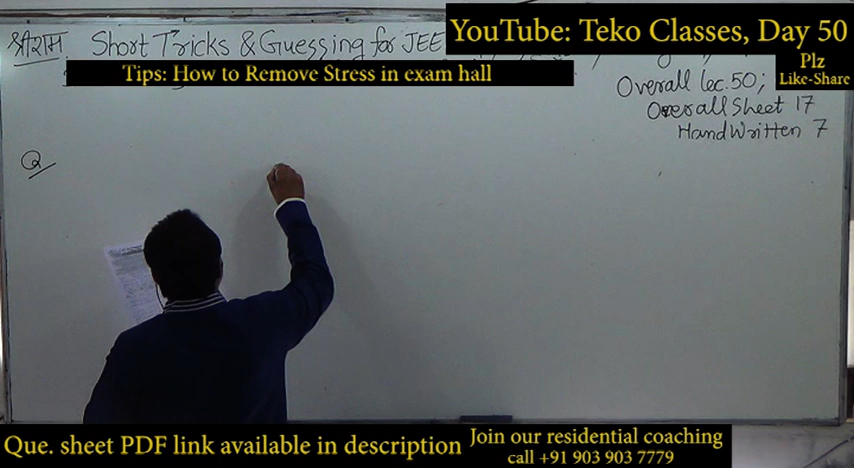 YouTube: Teko Classes, Day 50
श्रीराम Short Tricks & Guessing for JEE
Plz
Like-Share
Tips: How to Remove Stress in exam hall
Overall lec. 50;
Overall Sheet 17
HandWritten 7
Q
Que. sheet PDF link available in description
Join our residential coaching
call +91 903 903 7779